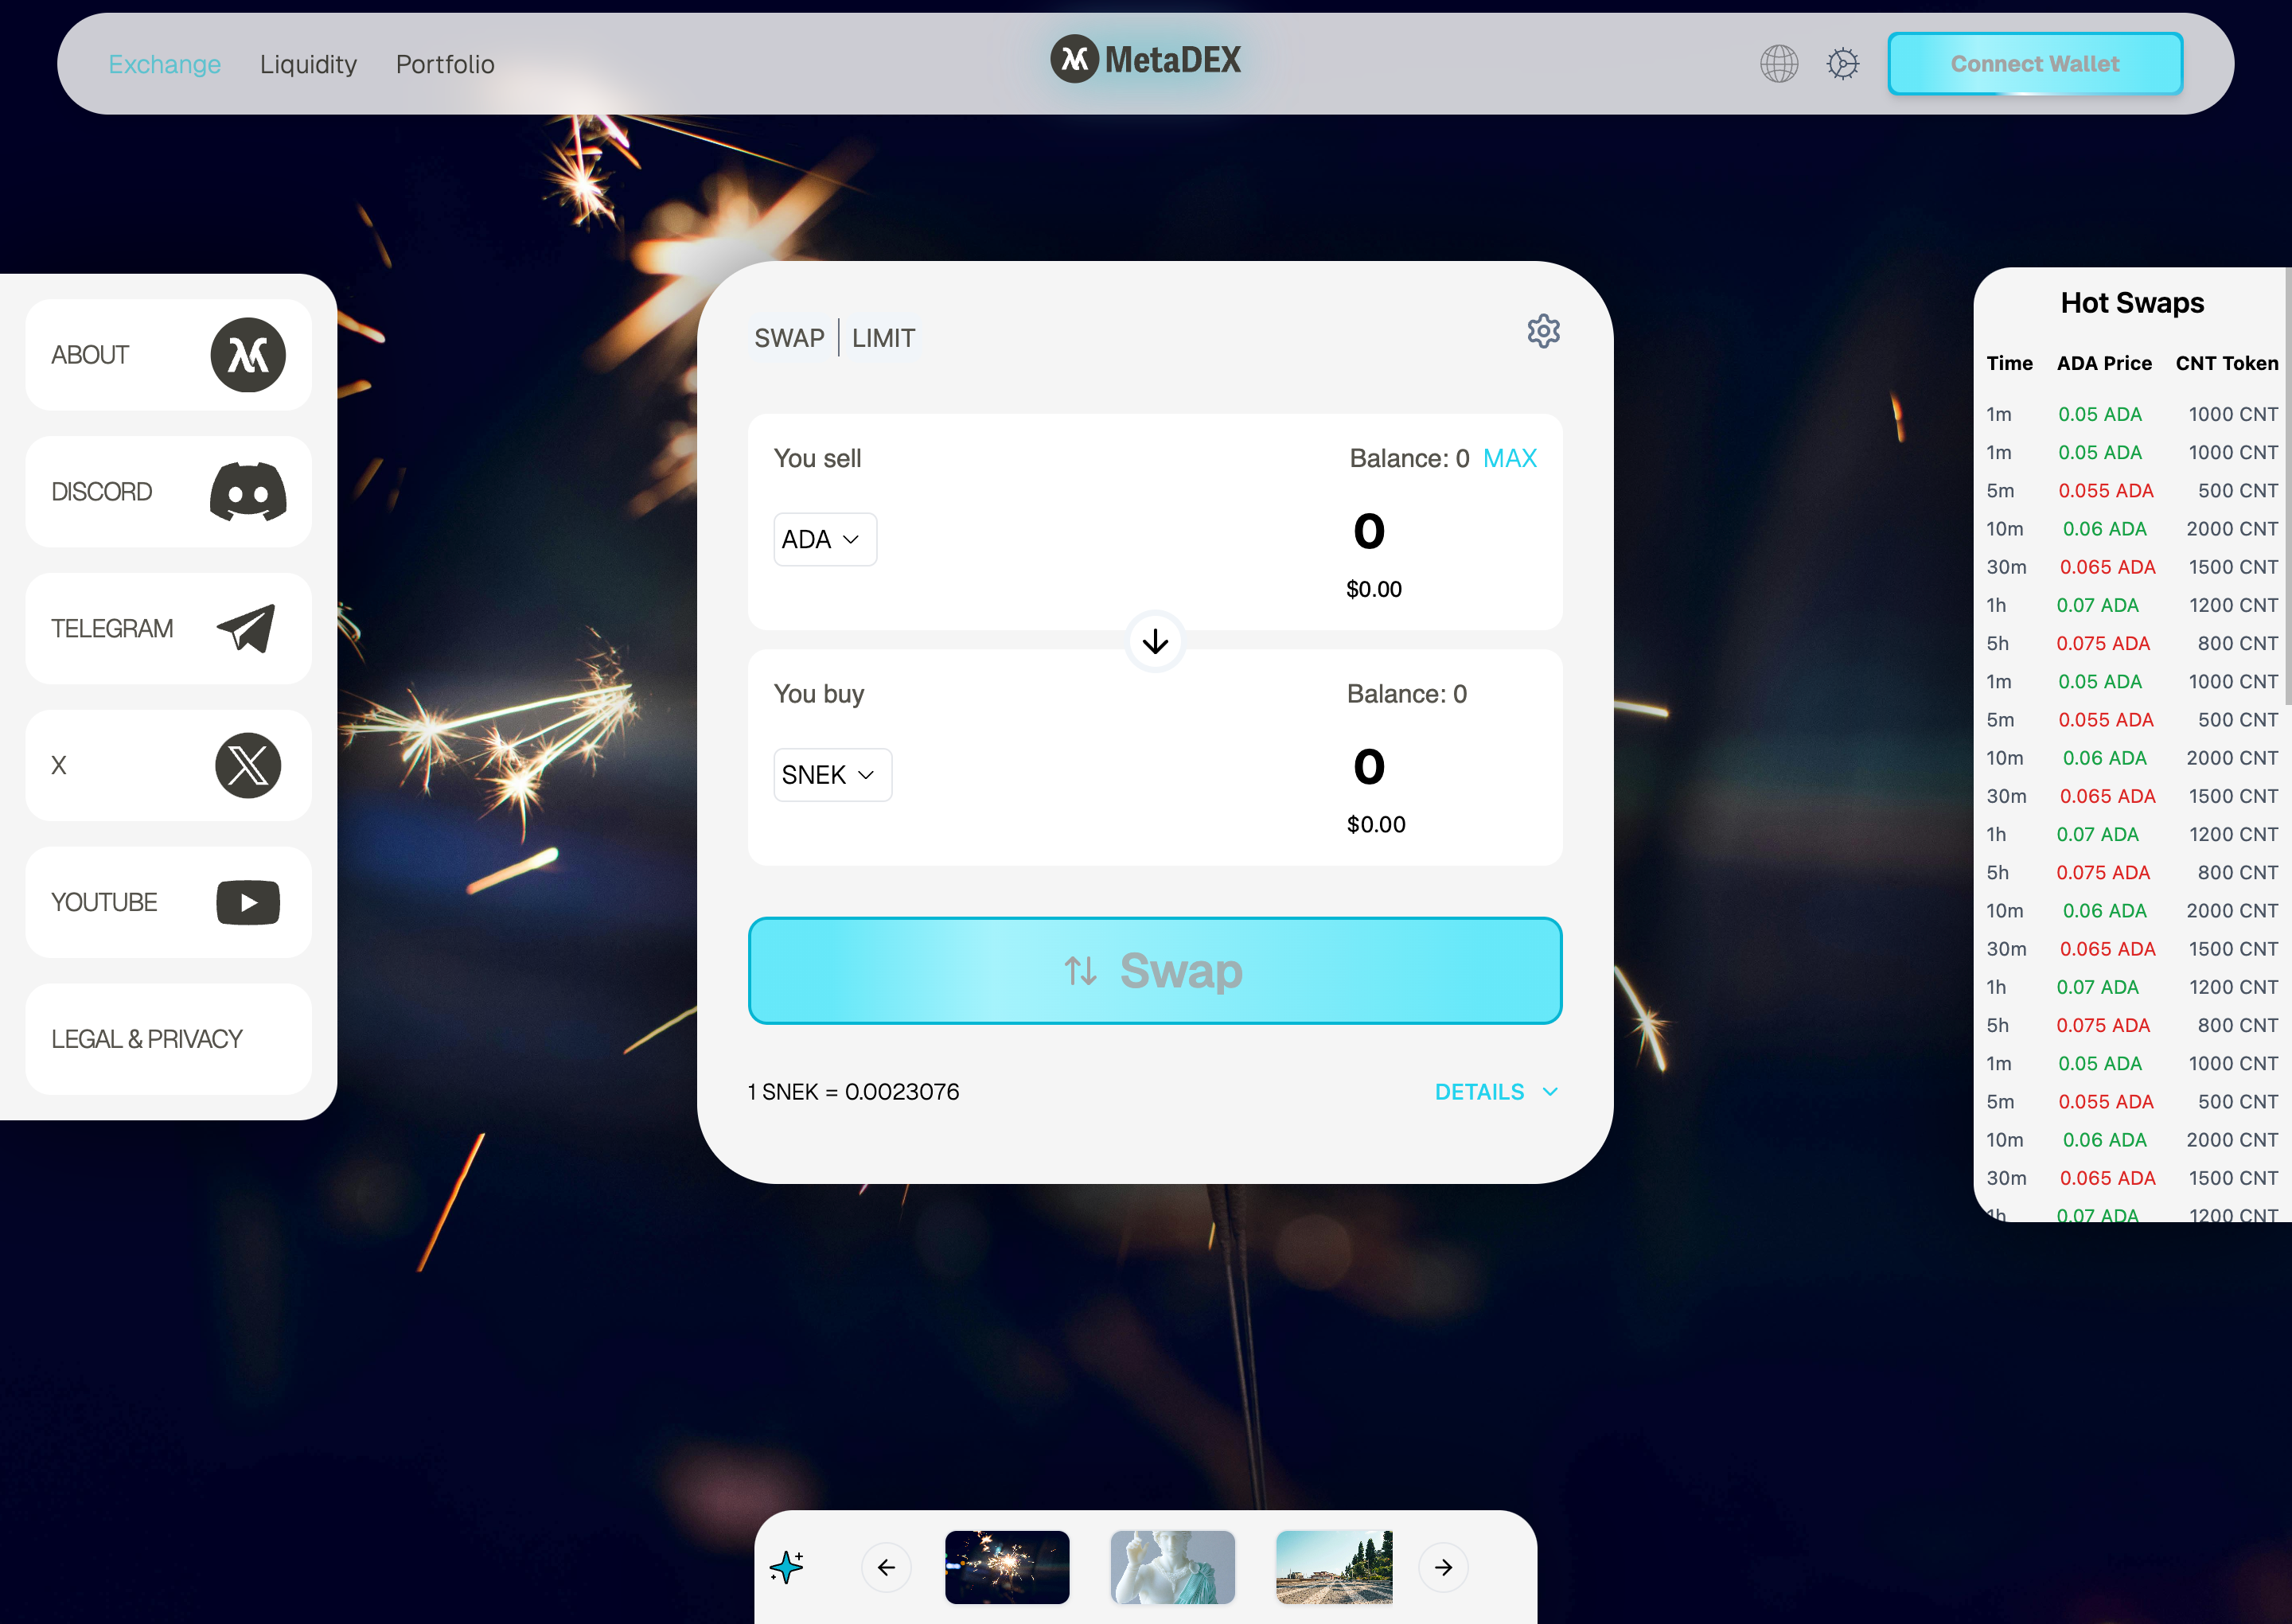 Exchange Liquidity Portfolio MetaDEX Connect Wallet
ABOUT
DISCORD
TELEGRAM
X
YOUTUBE
LEGAL & PRIVACY
SWAP LIMIT
You sell Balance: 0 MAX
ADA 0
$0.00
You buy Balance: 0
SNEK 0
$0.00
Swap
1 SNEK = 0.0023076 DETAILS
Hot Swaps
Time ADA Price CNT Token
1m 0.05 ADA 1000 CNT
1m 0.05 ADA 1000 CNT
5m 0.055 ADA 500 CNT
10m 0.06 ADA 2000 CNT
30m 0.065 ADA 1500 CNT
1h 0.07 ADA 1200 CNT
5h 0.075 ADA 800 CNT
1m 0.05 ADA 1000 CNT
5m 0.055 ADA 500 CNT
10m 0.06 ADA 2000 CNT
30m 0.065 ADA 1500 CNT
1h 0.07 ADA 1200 CNT
5h 0.075 ADA 800 CNT
10m 0.06 ADA 2000 CNT
30m 0.065 ADA 1500 CNT
1h 0.07 ADA 1200 CNT
5h 0.075 ADA 800 CNT
1m 0.05 ADA 1000 CNT
5m 0.055 ADA 500 CNT
10m 0.06 ADA 2000 CNT
30m 0.065 ADA 1500 CNT
1h 0.07 ADA 1200 CNT